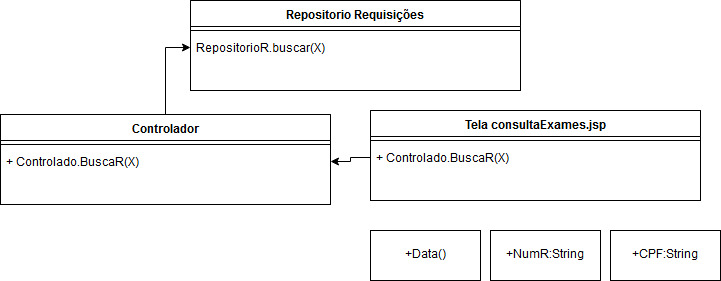 Repositorio Requisições
RepositorioR.buscar(X)
Controlador
+ Controlado.BuscaR(X)
Tela consultaExames.jsp
+ Controlado.BuscaR(X)
+Data()
+NumR:String
+CPF:String